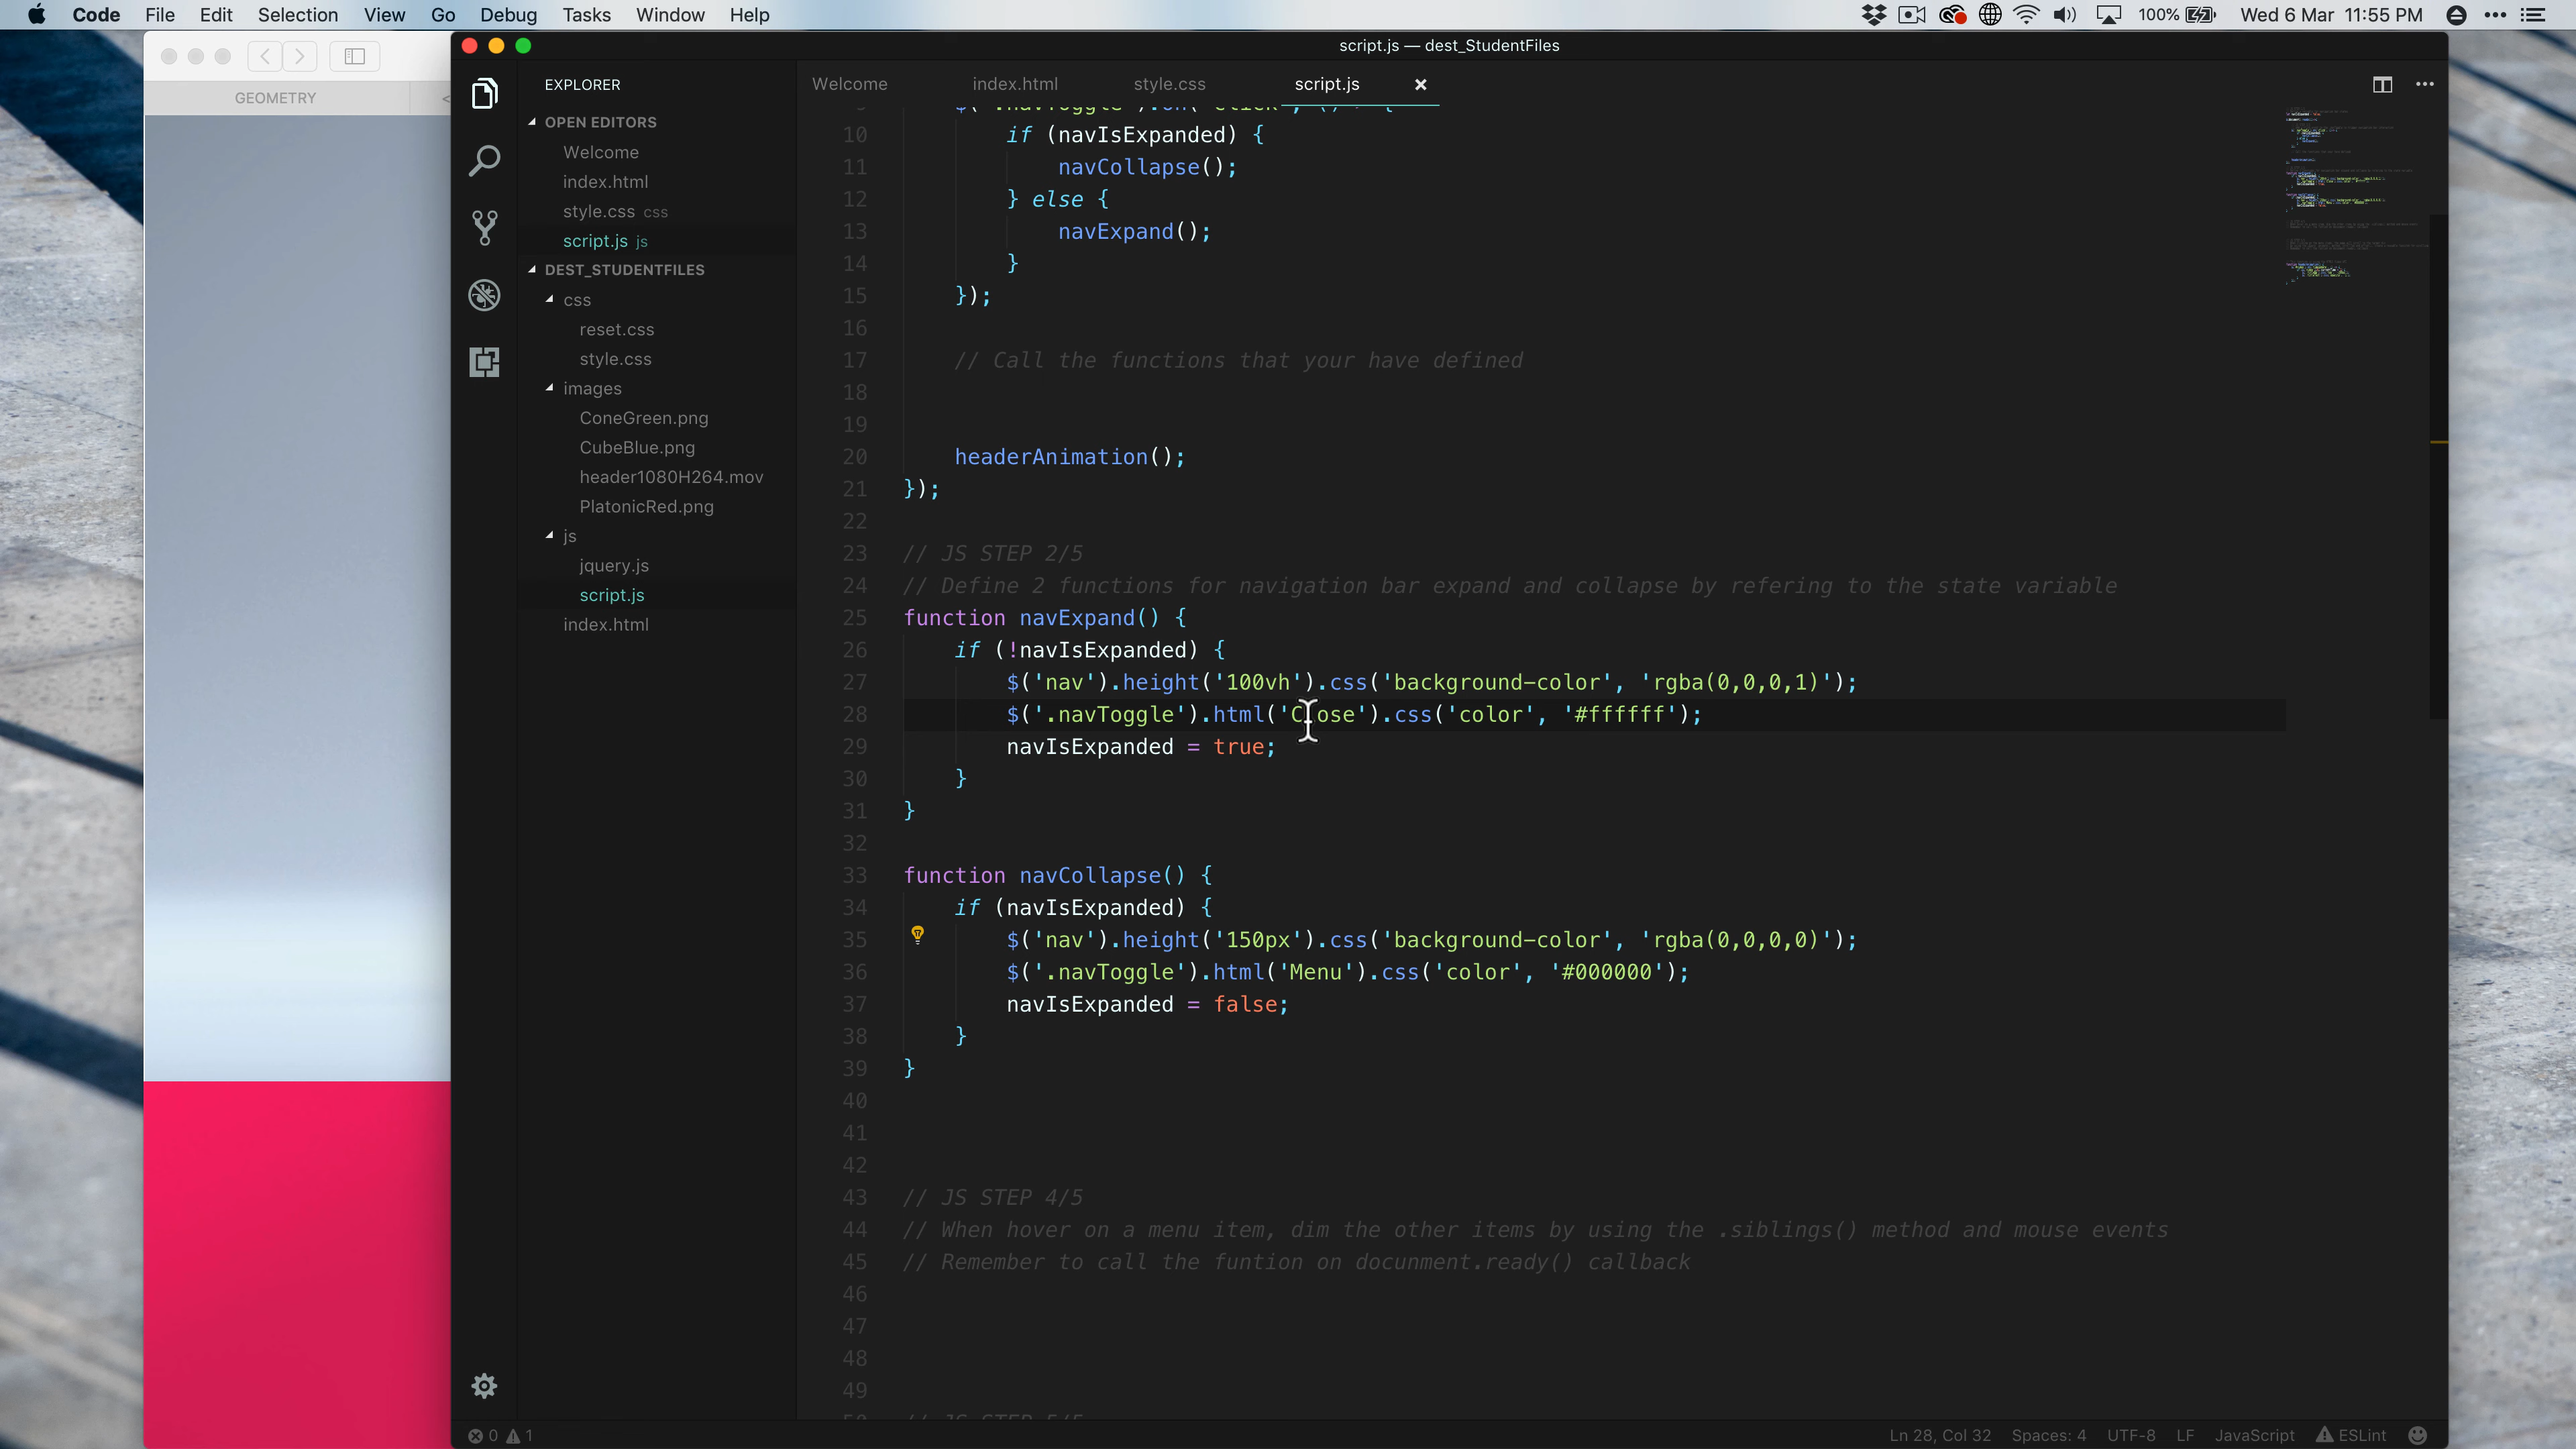 Code File Edit Selection View Go Debug Tasks Window Help 100% Wed 6 Mar 11:55 PM
script.js — dest_StudentFiles
GEOMETRY
EXPLORER
OPEN EDITORS
Welcome
index.html
style.css css
script.js js
DEST_STUDENTFILES
css
reset.css
style.css
images
ConeGreen.png
CubeBlue.png
header1080H264.mov
PlatonicRed.png
js
jquery.js
script.js
index.html
Welcome index.html style.css script.js
10 if (navIsExpanded) {
11 navCollapse();
12 } else {
13 navExpand();
14 }
15 });
16
17 // Call the functions that your have defined
18
19
20 headerAnimation();
21 });
22
23 // JS STEP 2/5
24 // Define 2 functions for navigation bar expand and collapse by refering to the state variable
25 function navExpand() {
26 if (!navIsExpanded) {
27 $('nav').height('100vh').css('background-color', 'rgba(0,0,0,1)');
28 $('.navToggle').html('Close').css('color', '#ffffff');
29 navIsExpanded = true;
30 }
31 }
32
33 function navCollapse() {
34 if (navIsExpanded) {
35 $('nav').height('150px').css('background-color', 'rgba(0,0,0,0)');
36 $('.navToggle').html('Menu').css('color', '#000000');
37 navIsExpanded = false;
38 }
39 }
40
41
42
43 // JS STEP 4/5
44 // When hover on a menu item, dim the other items by using the .siblings() method and mouse events
45 // Remember to call the funtion on docunment.ready() callback
46
47
48
49
0 1 Ln 28, Col 32 Spaces: 4 UTF-8 LF JavaScript ESLint